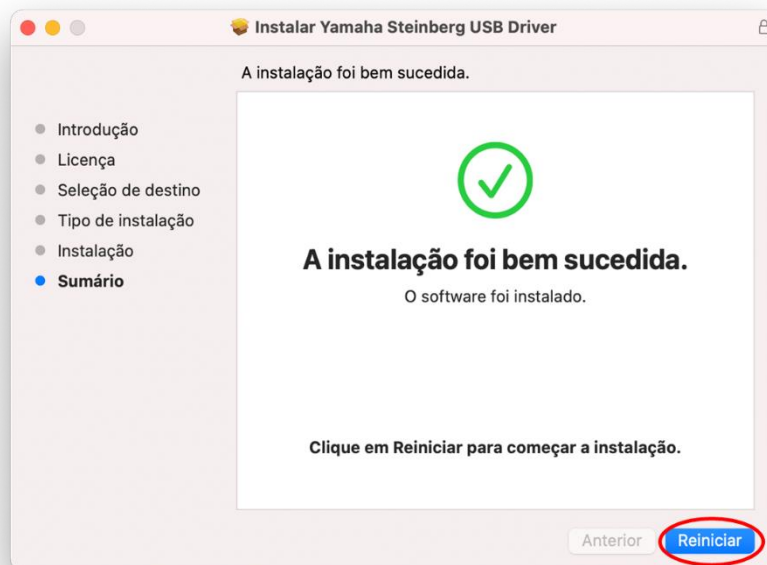 Instalar Yamaha Steinberg USB Driver
A instalação foi bem sucedida.
Introdução
Licença
Seleção de destino
Tipo de instalação
Instalação
Sumário
A instalação foi bem sucedida.
O software foi instalado.
Clique em Reiniciar para começar a instalação.
Anterior
Reiniciar